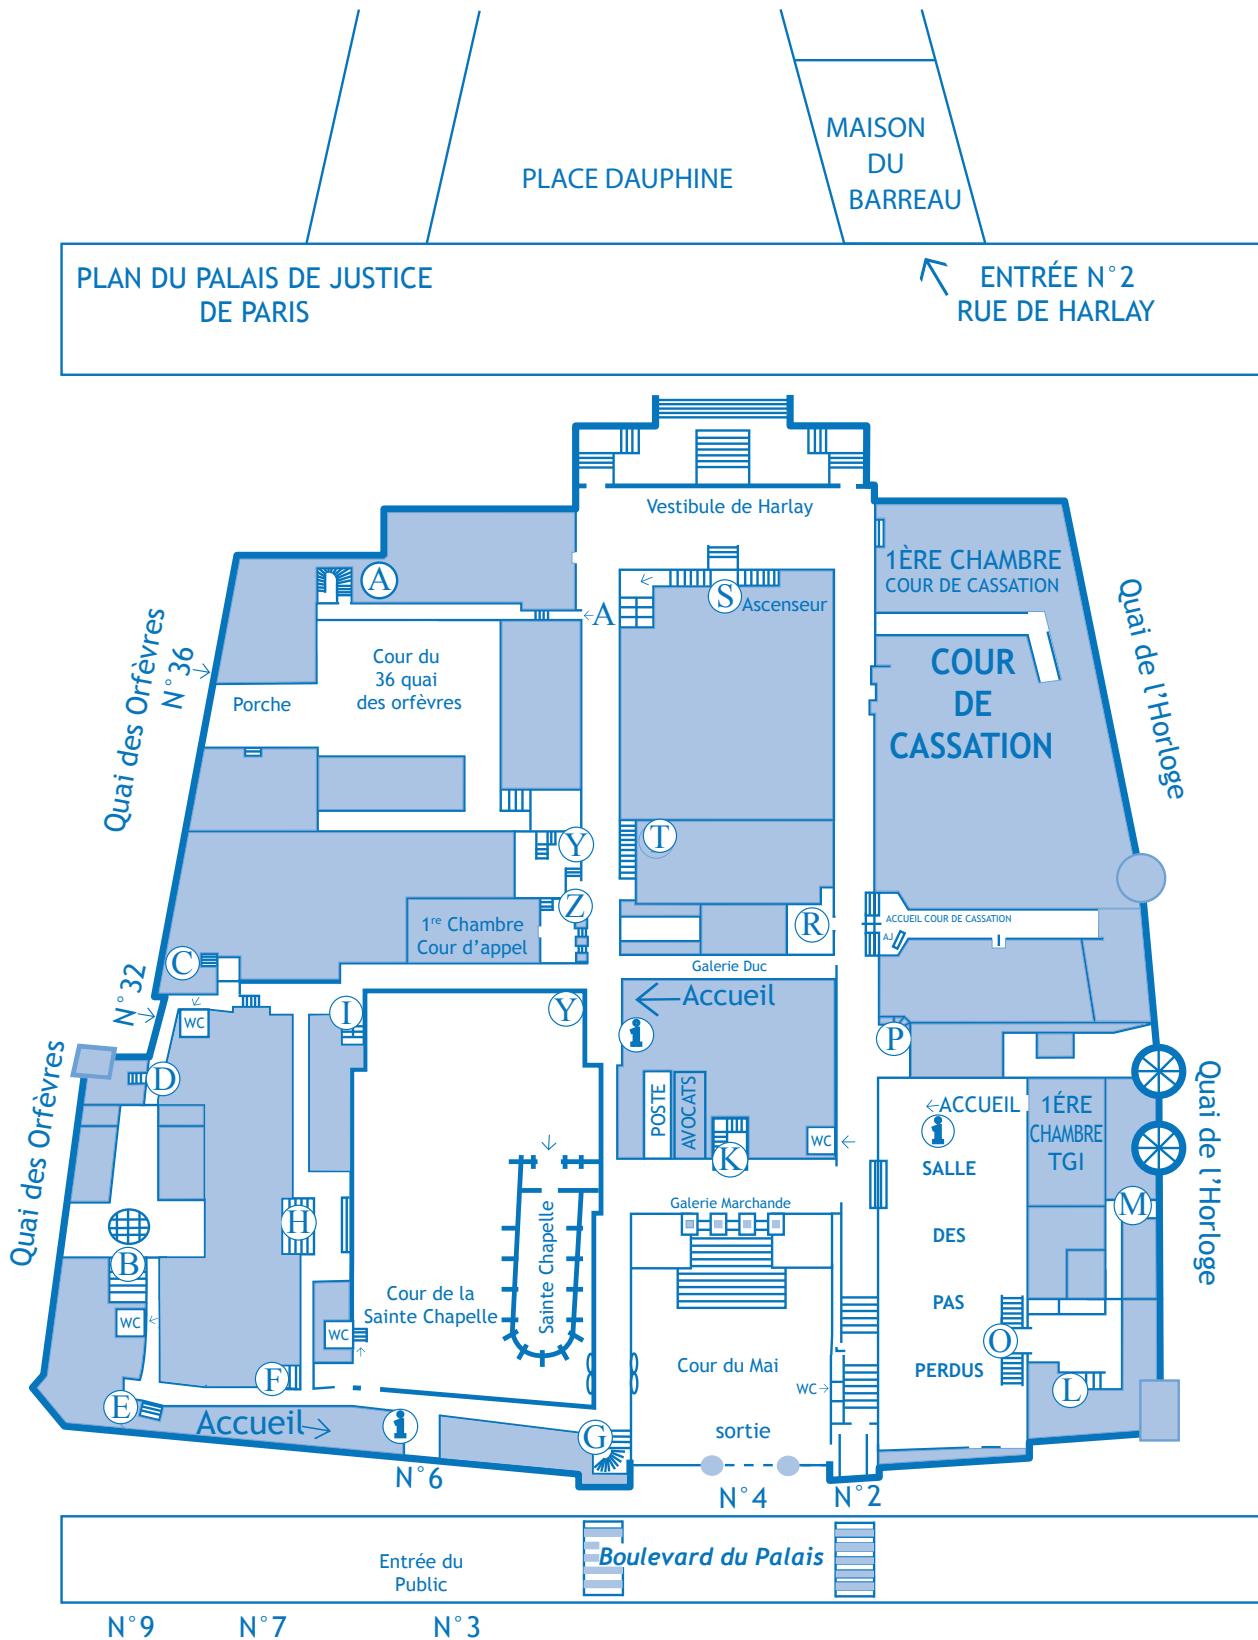 MAISON
DU
BARREAU
PLACE DAUPHINE
PLAN DU PALAIS DE JUSTICE
DE PARIS
ENTRÉE N°2
RUE DE HARLAY
Vestibule de Harlay
1ÈRE CHAMBRE
COUR DE CASSATION
A
S
Ascenseur
A
Quai des Orfèvres
N°36
Quai de l'Horloge
Cour du
36 quai
des orfèvres
Porche
COUR
DE
CASSATION
T
Y
Z
R
1re Chambre
Cour d'appel
ACCUEIL COUR DE CASSATION
AJ
C
Galerie Duc
N°32
Accueil
I
Y
WC
i
P
D
Quai des Orfèvres
Quai de l'Horloge
POSTE
AVOCATS
ACCUEIL
i
1ÉRE
CHAMBRE
TGI
WC
K
SALLE
DES
PAS
PERDUS
Galerie Marchande
M
H
B
Sainte Chapelle
Cour de la
Sainte Chapelle
WC
WC
O
Cour du Mai
WC
F
L
E
Accueil
i
G
sortie
N°6
N°4
N°2
Boulevard du Palais
Entrée du
Public
N°9
N°7
N°3